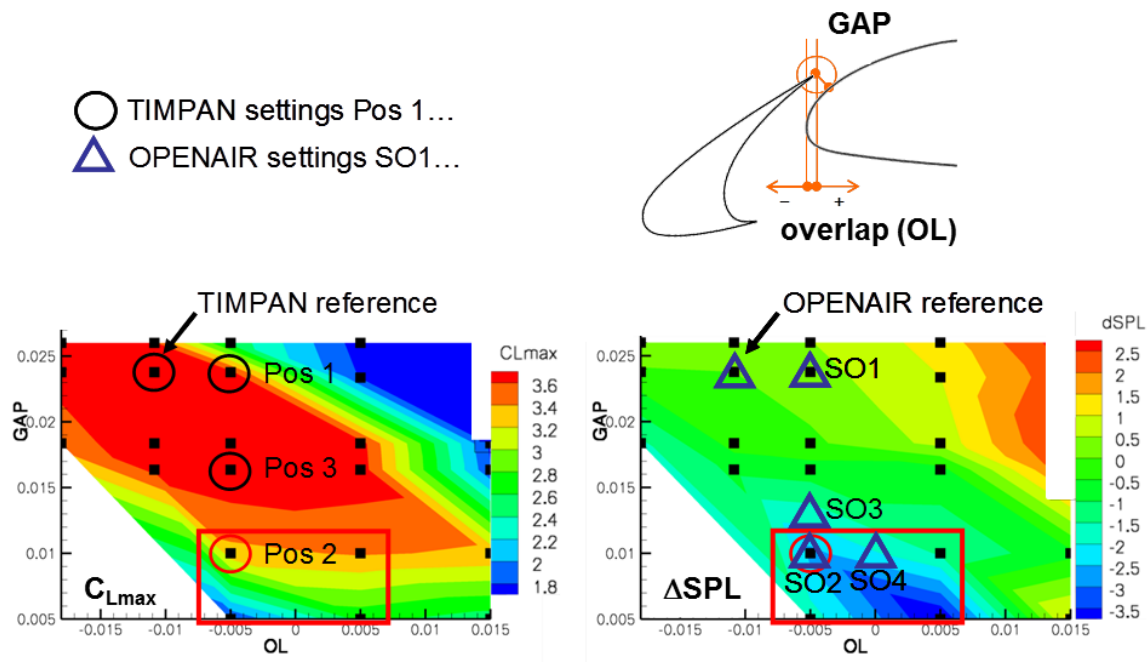 GAP
TIMPAN settings Pos 1…
OPENAIR settings SO1…
– +
overlap (OL)
TIMPAN reference
OPENAIR reference
0.025
0.02
0.015
0.01
0.005
GAP
Pos 1
Pos 3
Pos 2
CLmax
-0.015 -0.01 -0.005 0 0.005 0.01 0.015
OL
CLmax
3.6
3.4
3.2
3
2.8
2.6
2.4
2.2
2
1.8
0.025
0.02
0.015
0.01
0.005
GAP
SO1
SO3
SO2 SO4
ΔSPL
-0.015 -0.01 -0.005 0 0.005 0.01 0.015
OL
dSPL
2.5
2
1.5
1
0.5
0
-0.5
-1
-1.5
-2
-2.5
-3
-3.5